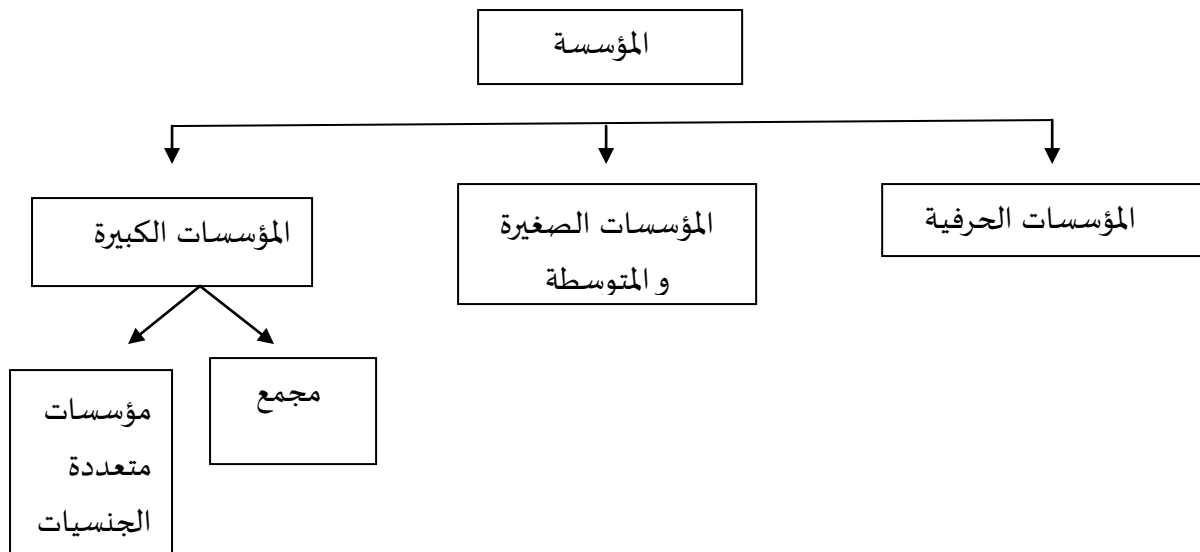 المؤسسة
المؤسسات الحرفية
المؤسسات الصغيرة
و المتوسطة
المؤسسات الكبيرة
مجمع
مؤسسات
متعددة
الجنسيات